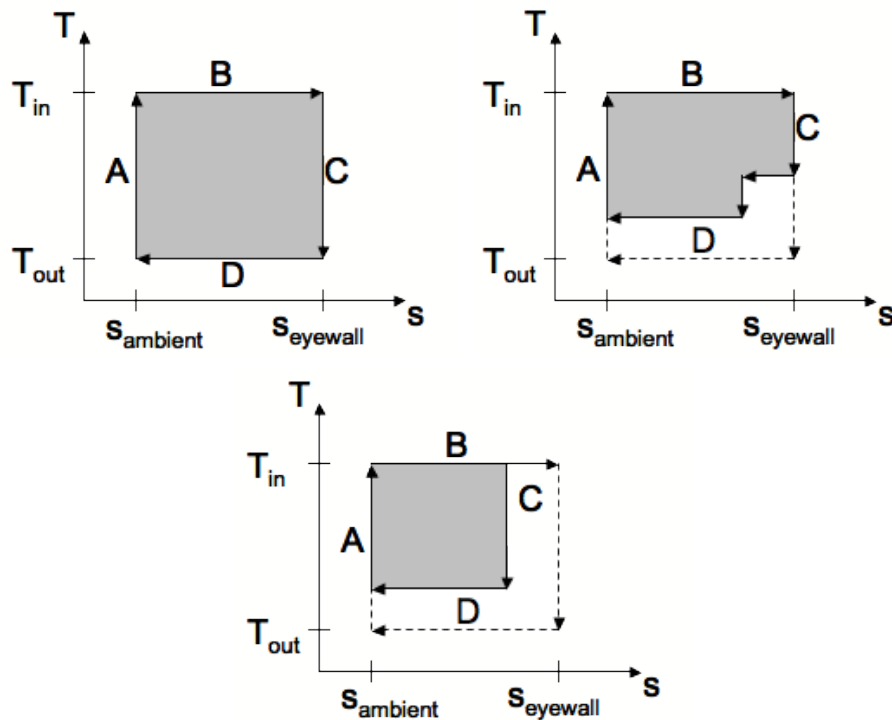 T
T_in
T_out
A
B
C
D
s_ambient
s_eyewall
s
T
T_in
T_out
A
B
C
D
s_ambient
s_eyewall
s
T
T_in
T_out
A
B
C
D
s_ambient
s_eyewall
s